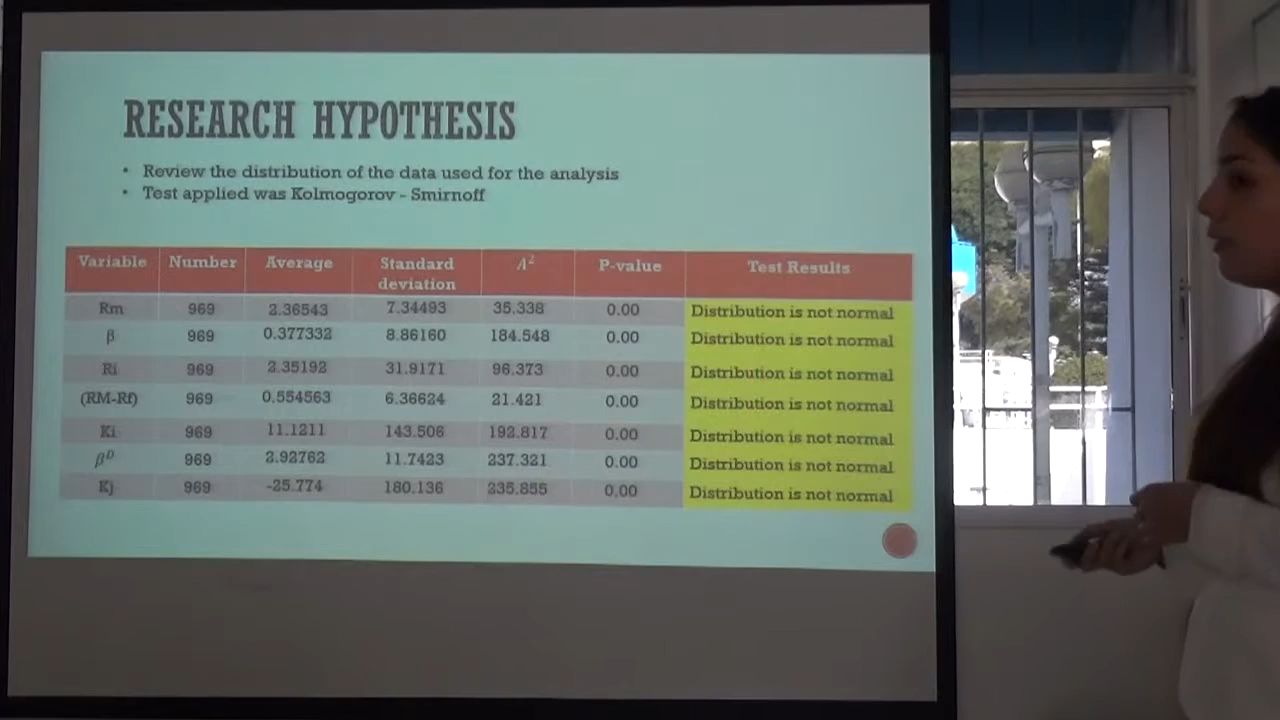 RESEARCH HYPOTHESIS
• Review the distribution of the data used for the analysis
• Test applied was Kolmogorov - Smirnoff
Variable Number Average Standard deviation A² P-value Test Results
Rm 969 2.36543 7.34493 35.338 0.00 Distribution is not normal
β 969 0.377332 8.86160 184.548 0.00 Distribution is not normal
Ri 969 2.35192 31.9171 96.373 0.00 Distribution is not normal
(RM-Rf) 969 0.554563 6.36624 21.421 0.00 Distribution is not normal
Ki 969 11.1211 143.506 192.817 0.00 Distribution is not normal
βᴰ 969 2.92762 11.7423 237.321 0.00 Distribution is not normal
Kj 969 -25.774 180.136 235.855 0.00 Distribution is not normal